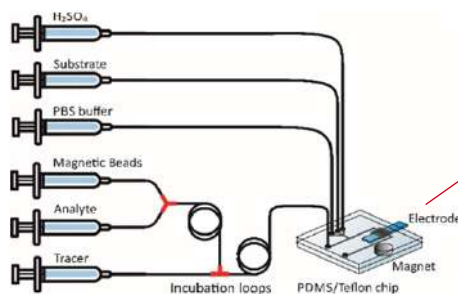 H₂SO₄
Substrate
PBS buffer
Magnetic Beads
Analyte
Tracer
Incubation loops
Electrode
Magnet
PDMS/Teflon chip